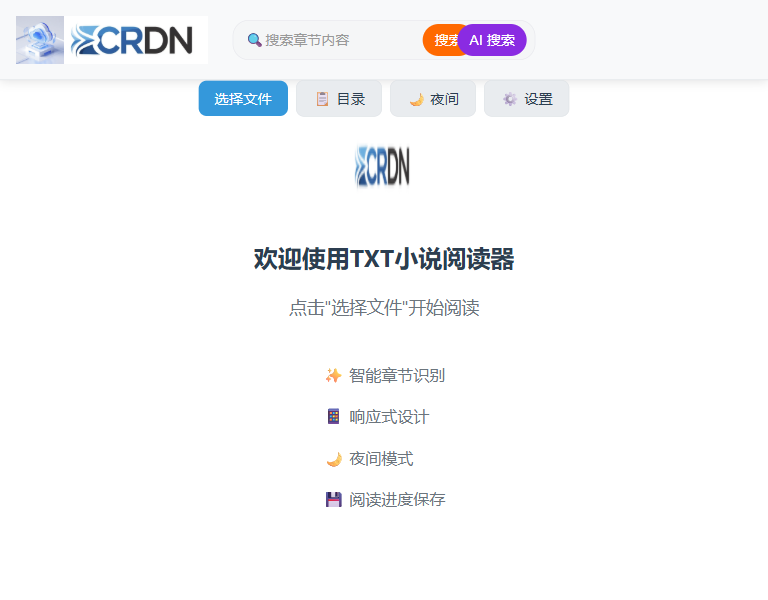 CRDN
🔍 搜索章节内容
搜索
AI 搜索
选择文件
📋 目录
🌙 夜间
⚙️ 设置
CRDN
欢迎使用TXT小说阅读器
点击"选择文件"开始阅读
✨ 智能章节识别
📱 响应式设计
🌙 夜间模式
💾 阅读进度保存